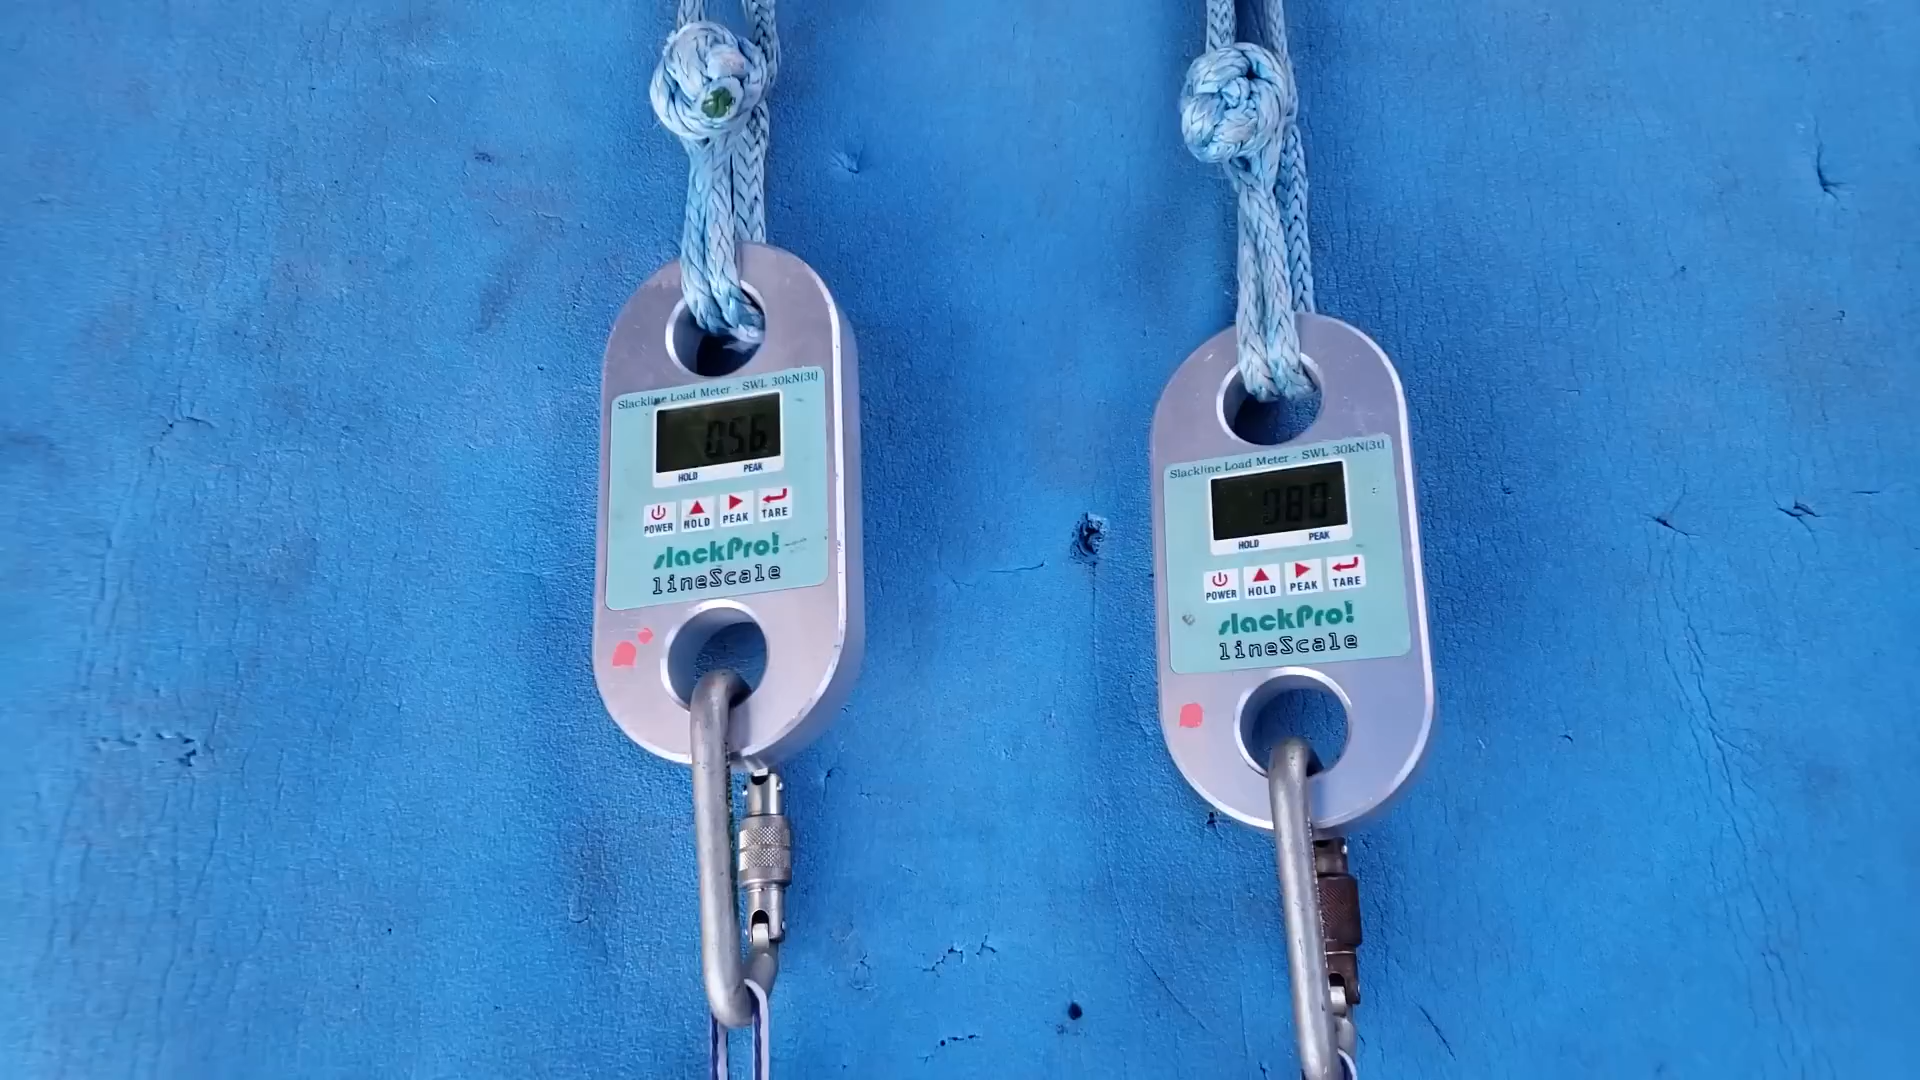 Slackline Load Meter - SWL 30kN(3t)
056
HOLD PEAK
POWER HOLD PEAK TARE
slackPro!
lineScale
Slackline Load Meter - SWL 30kN(3t)
080
HOLD PEAK
POWER HOLD PEAK TARE
slackPro!
lineScale